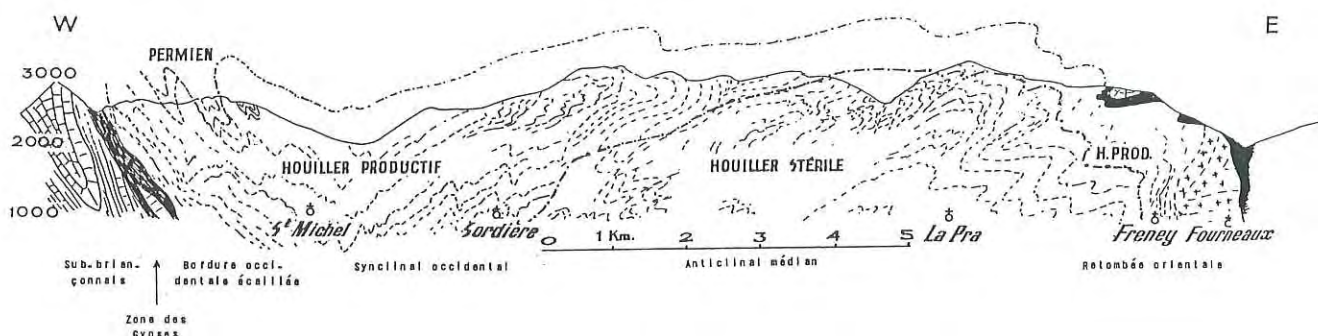 W
E
PERMIEN
3000
2000
1000
HOUILLER PRODUCTIF
HOUILLER STÉRILE
H. PROD.
?
St Michel
Sordière
La Pra
Freney
Fourneaux
0 1 Km. 2 3 4 5
Sub-brian-
çonnais
Bordure occi-
dentale écaillée
Synclinal occidental
Anticlinal médian
Retombée orientale
Zone des
Gypses